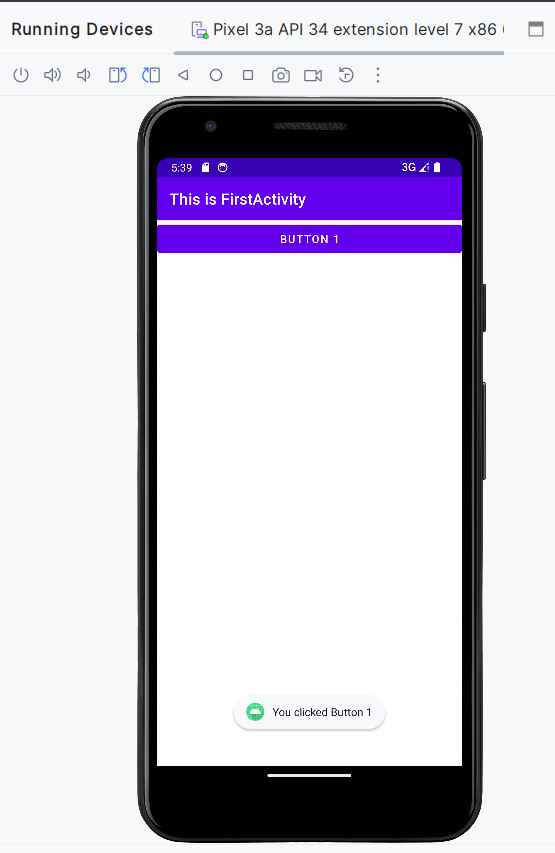 Running Devices
Pixel 3a API 34 extension level 7 x86
5:39
3G
This is FirstActivity
BUTTON 1
You clicked Button 1